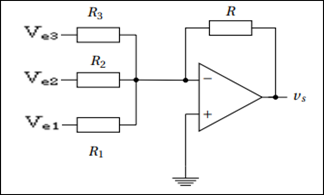 R₃
R
Vₑ₃
R₂
Vₑ₂
−
vₛ
+
Vₑ₁
R₁